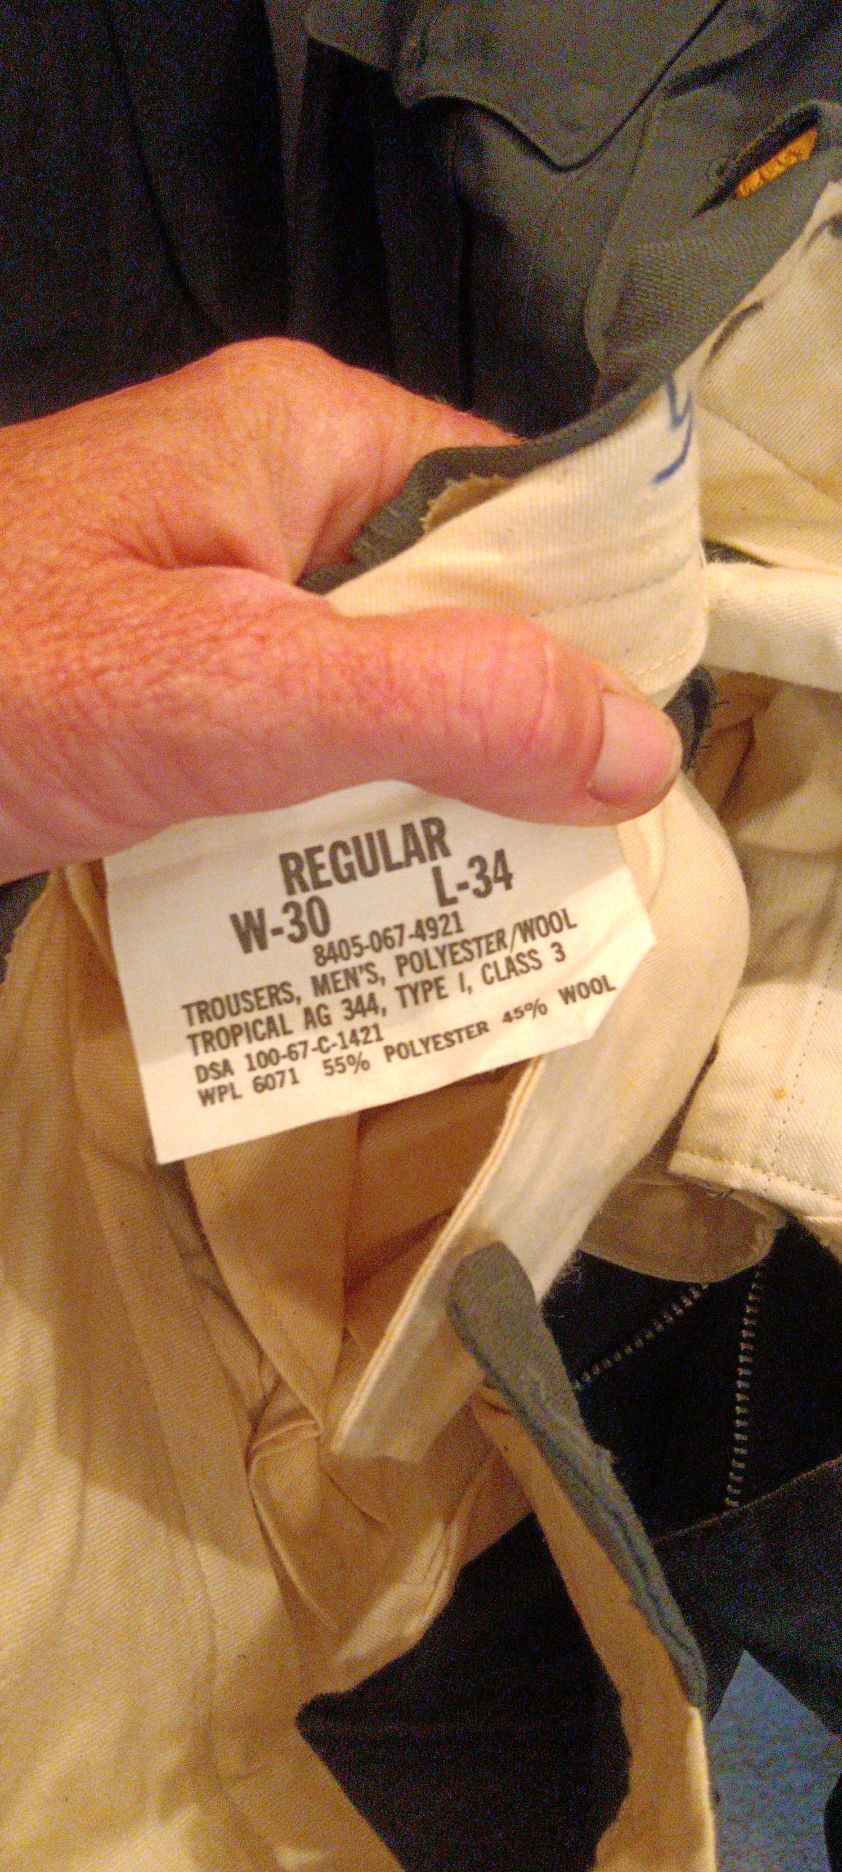 REGULAR
W-30 L-34
8405-067-4921
TROUSERS, MEN'S, POLYESTER/WOOL
TROPICAL AG 344, TYPE I, CLASS 3
DSA 100-67-C-1421
WPL 6071 55% POLYESTER 45% WOOL